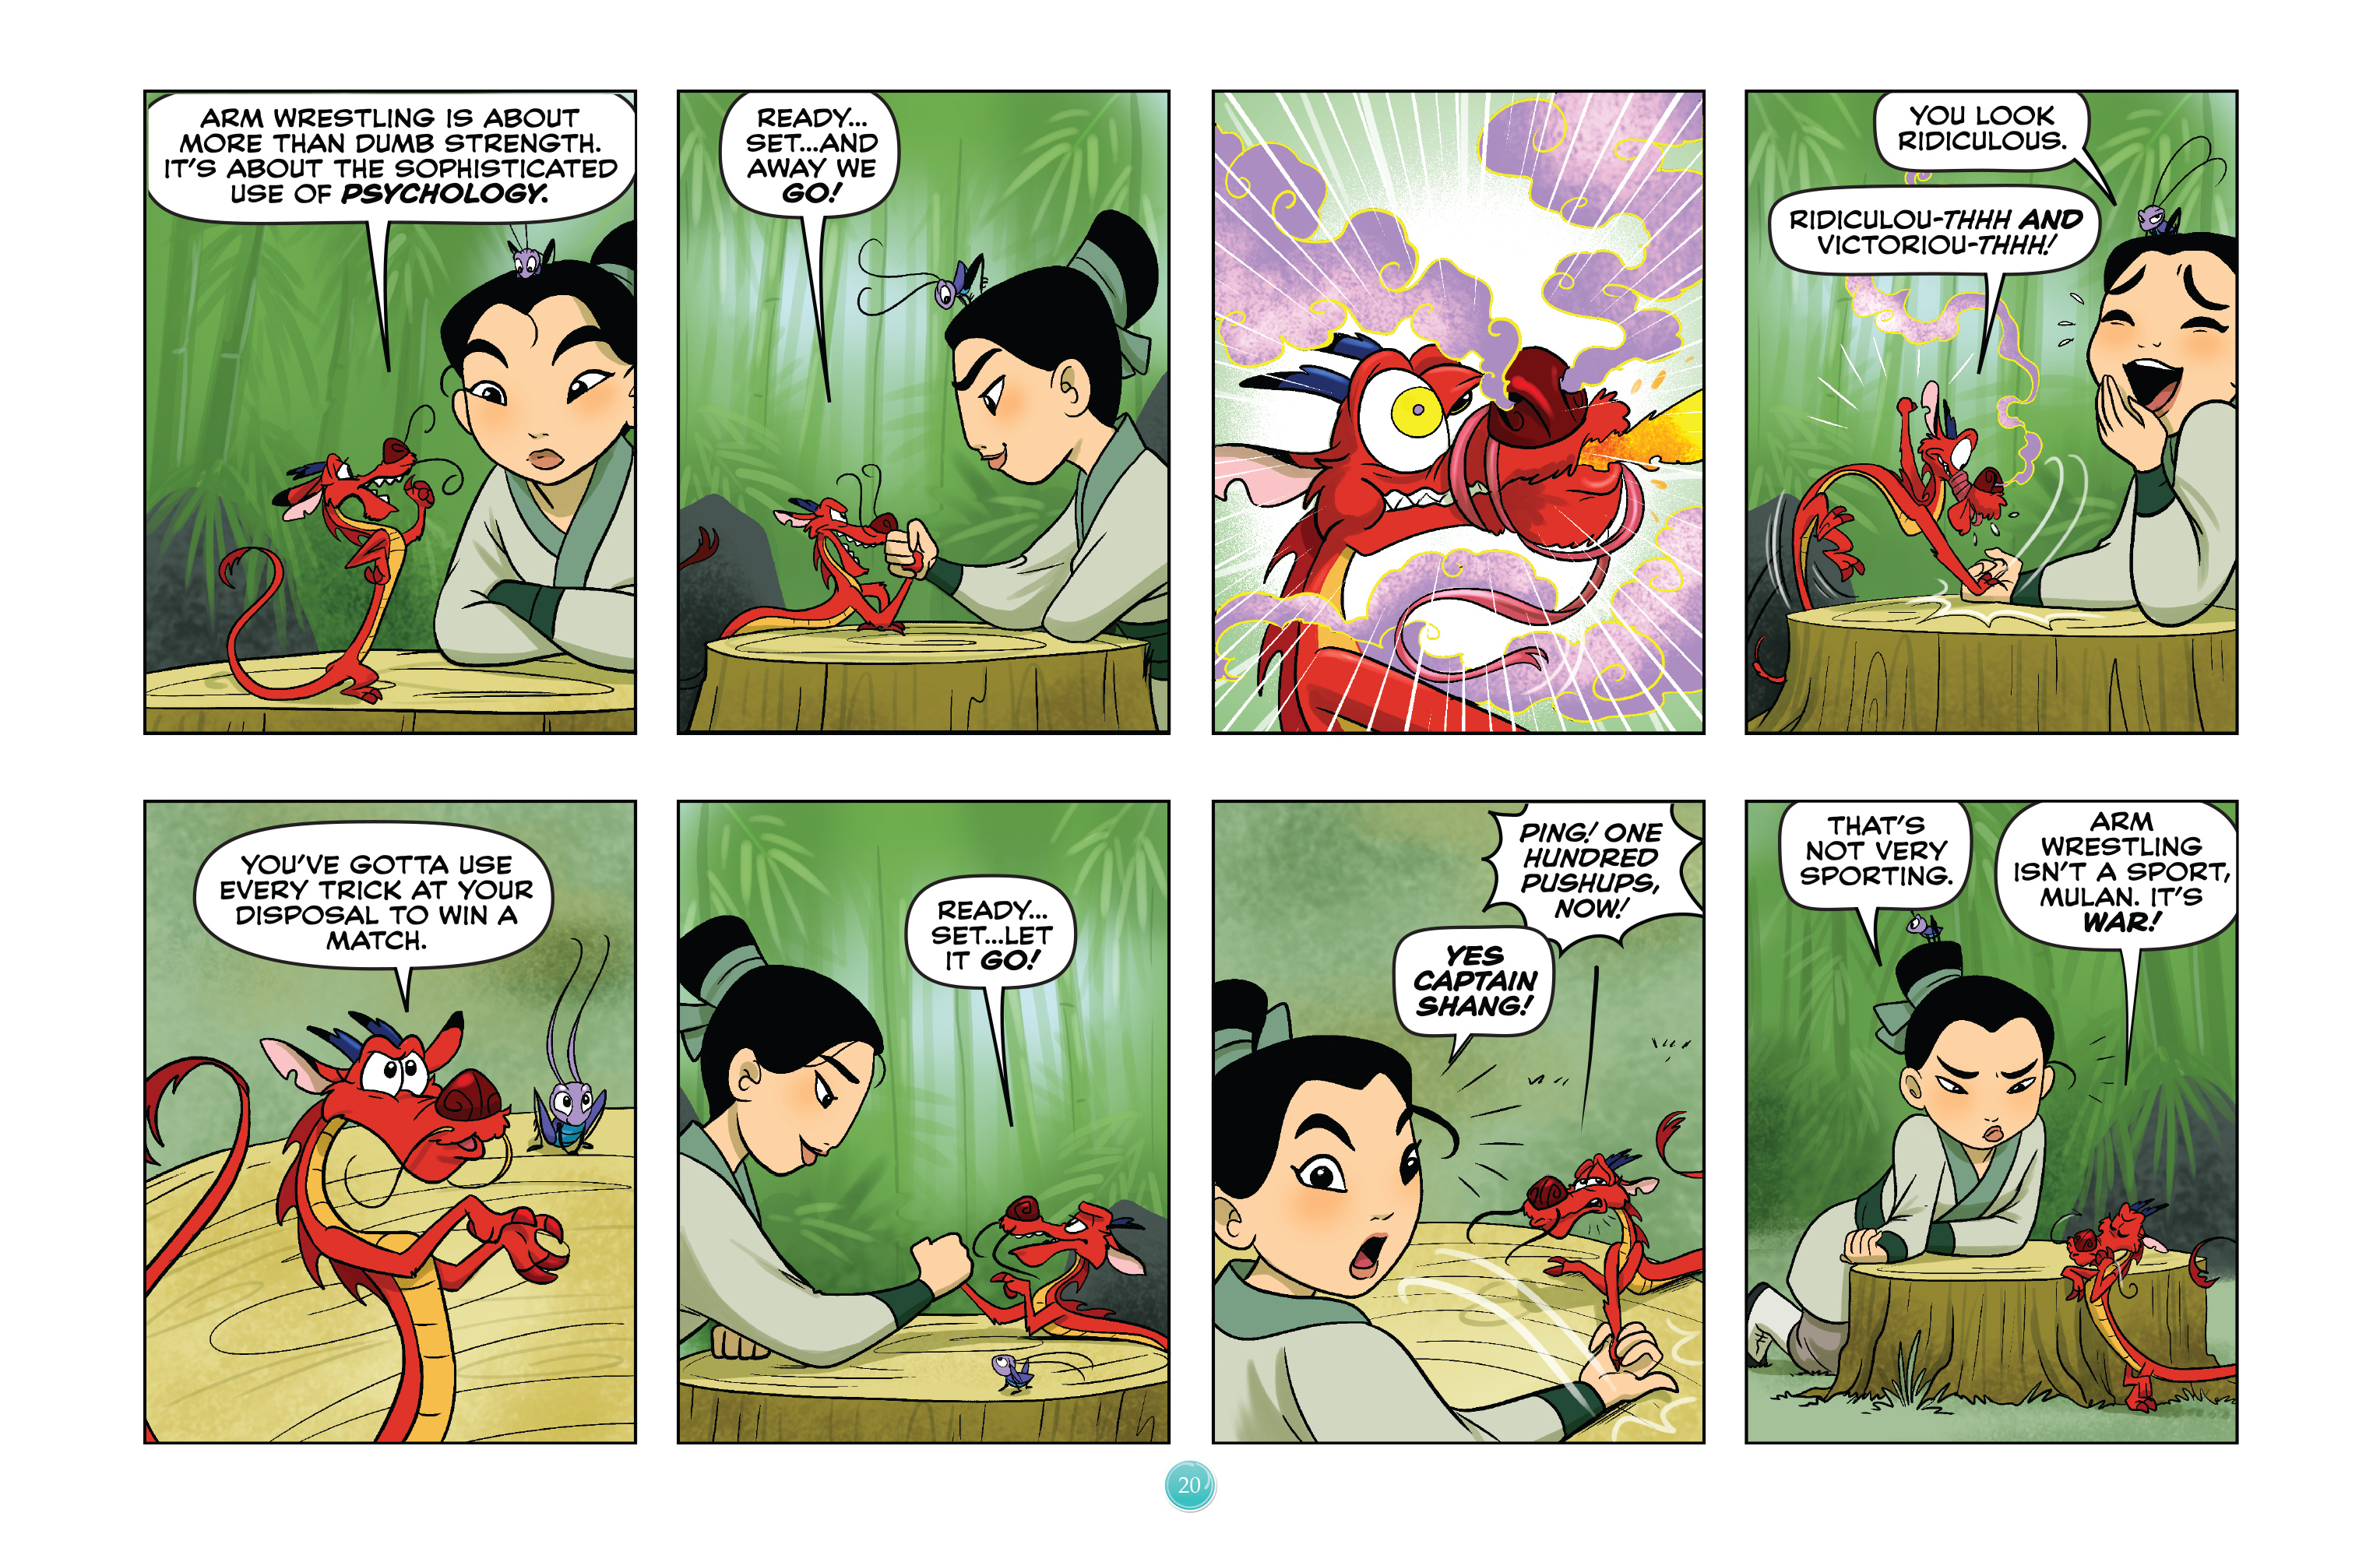 ARM WRESTLING IS ABOUT
MORE THAN DUMB STRENGTH.
IT'S ABOUT THE SOPHISTICATED
USE OF PSYCHOLOGY.
READY...
SET...AND
AWAY WE
GO!
YOU LOOK
RIDICULOUS.
RIDICULOU-THHH AND
VICTORIOU-THHH!
YOU'VE GOTTA USE
EVERY TRICK AT YOUR
DISPOSAL TO WIN A
MATCH.
READY...
SET...LET
IT GO!
PING! ONE
HUNDRED
PUSHUPS,
NOW!
YES
CAPTAIN
SHANG!
THAT'S
NOT VERY
SPORTING.
ARM
WRESTLING
ISN'T A SPORT,
MULAN. IT'S
WAR!
20